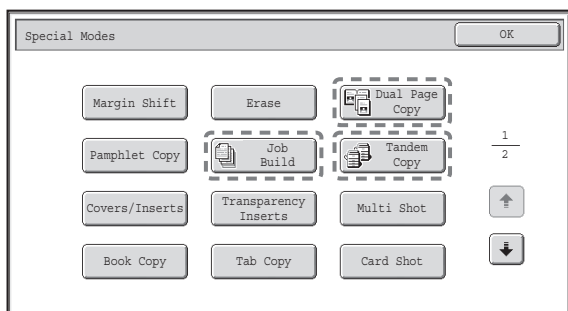 Special Modes
OK
Margin Shift
Erase
Dual Page
Copy
Pamphlet Copy
Job
Build
Tandem
Copy
1
2
Covers/Inserts
Transparency
Inserts
Multi Shot
Book Copy
Tab Copy
Card Shot